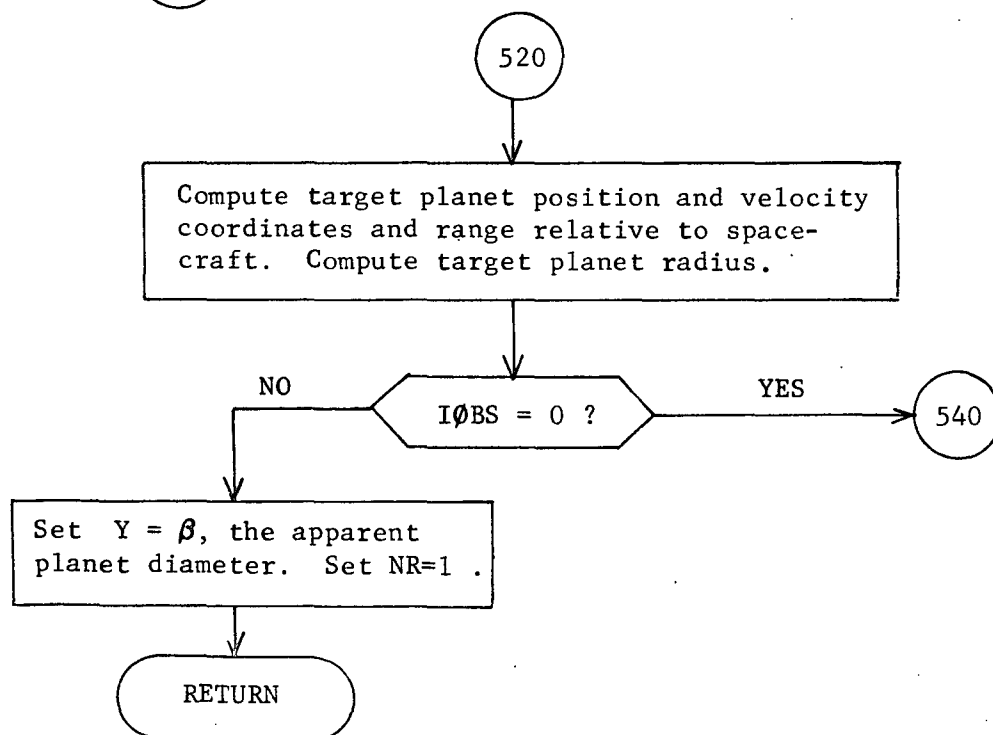 520
Compute target planet position and velocity
coordinates and range relative to space-
craft. Compute target planet radius.
NO
IØBS = 0 ?
YES
540
Set Y = β, the apparent
planet diameter. Set NR=1 .
RETURN